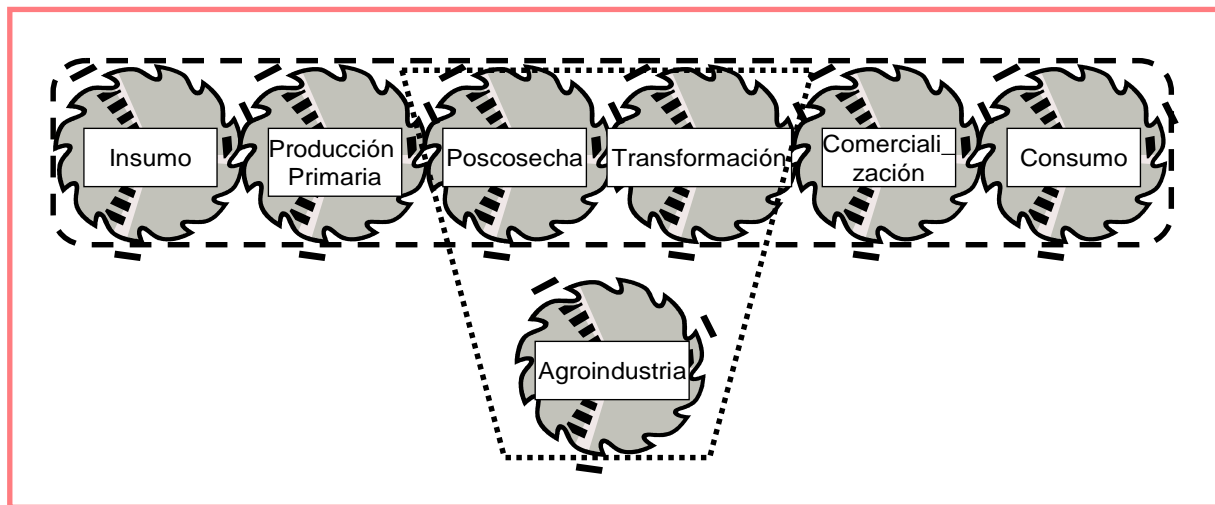 Insumo
Producción
Primaria
Poscosecha
Transformación
Comerciali_
zación
Consumo
Agroindustria